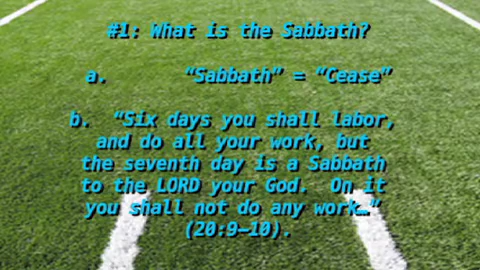 #1: What is the Sabbath?
a. "Sabbath" = "Cease"
b. "Six days you shall labor,
and do all your work, but
the seventh day is a Sabbath
to the LORD your God. On it
you shall not do any work…"
(20:9–10).